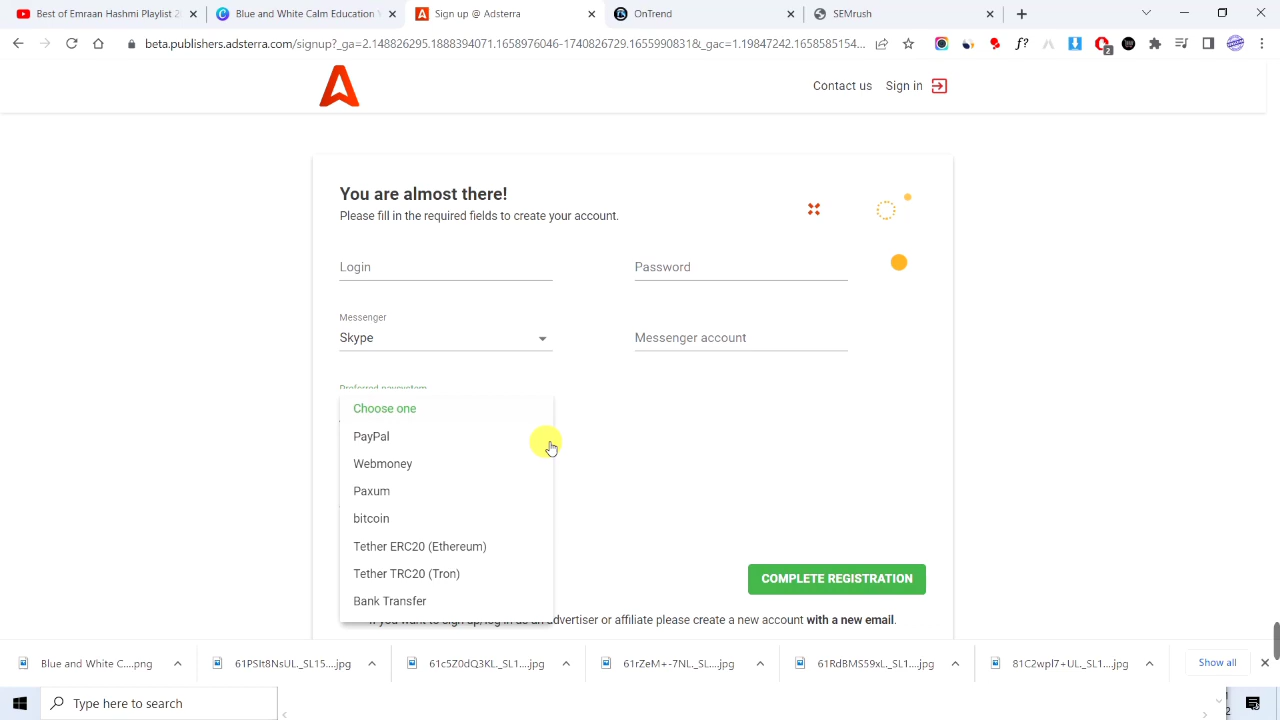 Best of Emraan Hashmi Playlist 2
Blue and White Calm Education V
Sign up @ Adsterra
OnTrend
SEMrush
beta.publishers.adsterra.com/signup?_ga=2.148836295.1888394071.1658976046-1740826729.1655990831&_gac=1.19847242.1658585154...
Contact us Sign in
You are almost there!
Please fill in the required fields to create your account.
Login Password
Messenger
Skype Messenger account
Preferred paysystem
Choose one
PayPal
Webmoney
Paxum
bitcoin
Tether ERC20 (Ethereum)
Tether TRC20 (Tron)
COMPLETE REGISTRATION
Bank Transfer
If you want to sign up, log in as an advertiser or affiliate please create a new account with a new email.
Blue and White C....png
61PSIt8NsUL._SL15....jpg
61c5Z0dQ3KL._SL1....jpg
61rZeM+-7NL._SL....jpg
61RdBMS59xL._SL1....jpg
81C2wpl7+UL._SL1....jpg
Show all
Type here to search
2